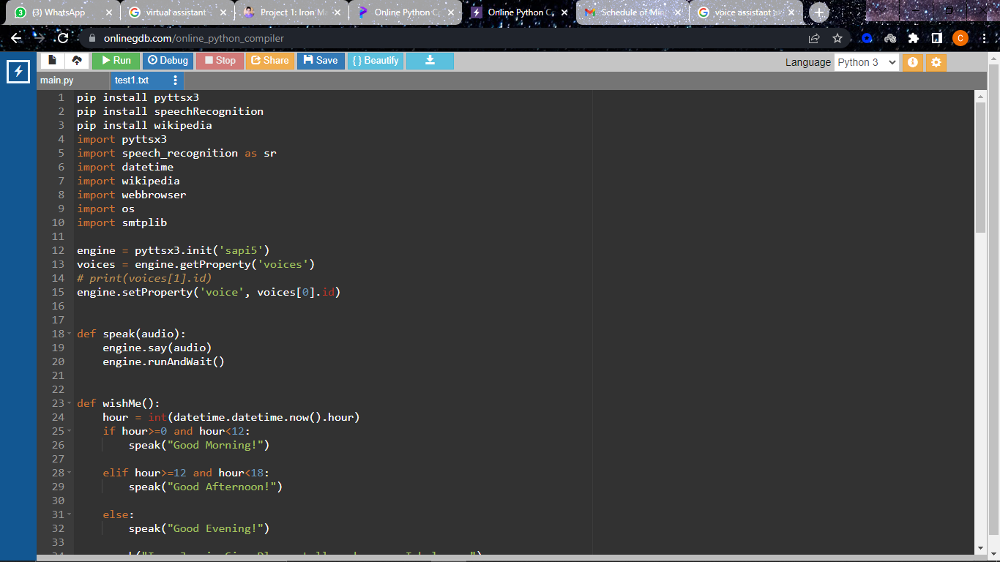 (3) WhatsApp
virtual assistant
Project 1: Iron M
Online Python C
Online Python C
Schedule of Mi
voice assistant
onlinegdb.com/online_python_compiler
C
Run
Debug
Stop
Share
Save
{ } Beautify
Language
Python 3
main.py
test1.txt
1 pip install pyttsx3
2 pip install speechRecognition
3 pip install wikipedia
4 import pyttsx3
5 import speech_recognition as sr
6 import datetime
7 import wikipedia
8 import webbrowser
9 import os
10 import smtplib
11
12 engine = pyttsx3.init('sapi5')
13 voices = engine.getProperty('voices')
14 # print(voices[1].id)
15 engine.setProperty('voice', voices[0].id)
16
17
18 def speak(audio):
19 engine.say(audio)
20 engine.runAndWait()
21
22
23 def wishMe():
24 hour = int(datetime.datetime.now().hour)
25 if hour>=0 and hour<12:
26 speak("Good Morning!")
27
28 elif hour>=12 and hour<18:
29 speak("Good Afternoon!")
30
31 else:
32 speak("Good Evening!")
33